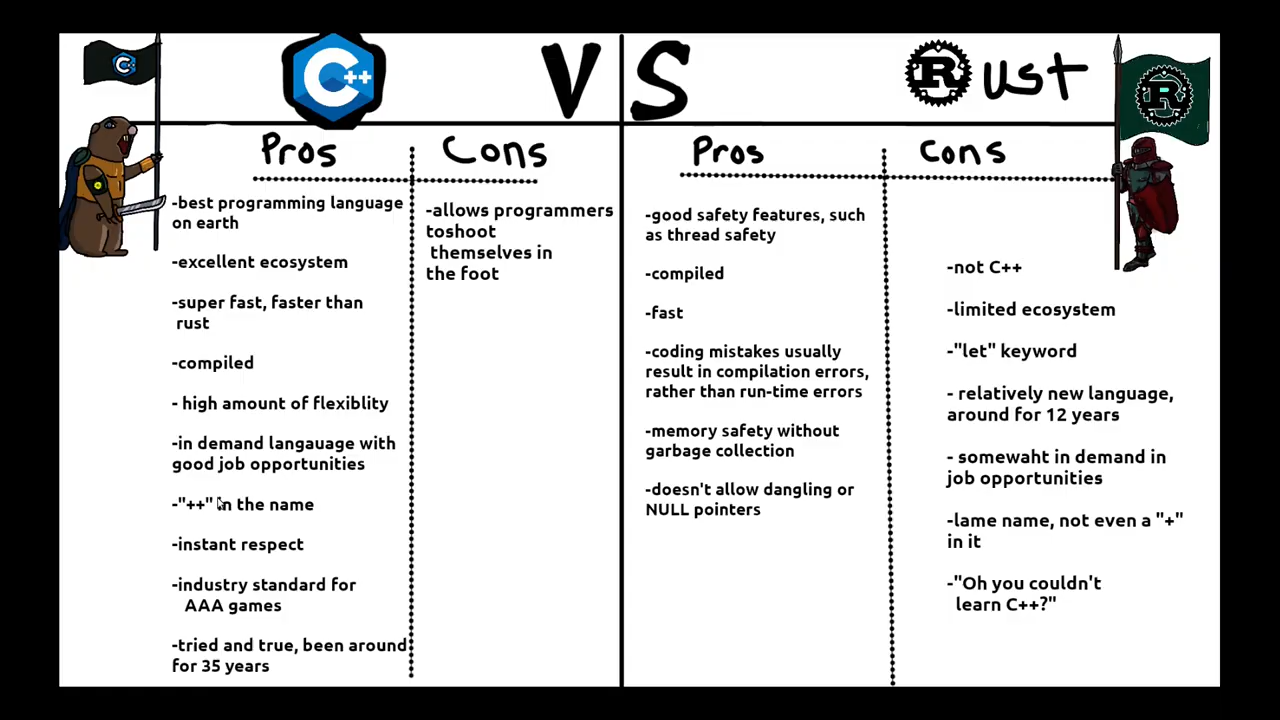 C++
C++
VS
Rust
R
Pros
Cons
-best programming language
on earth
-excellent ecosystem
-super fast, faster than
rust
-compiled
- high amount of flexiblity
-in demand langauage with
good job opportunities
-"++" in the name
-instant respect
-industry standard for
AAA games
-tried and true, been around
for 35 years
-allows programmers
toshoot
themselves in
the foot
Pros
Cons
-good safety features, such
as thread safety
-compiled
-fast
-coding mistakes usually
result in compilation errors,
rather than run-time errors
-memory safety without
garbage collection
-doesn't allow dangling or
NULL pointers
-not C++
-limited ecosystem
-"let" keyword
- relatively new language,
around for 12 years
- somewaht in demand in
job opportunities
-lame name, not even a "+"
in it
-"Oh you couldn't
learn C++?"